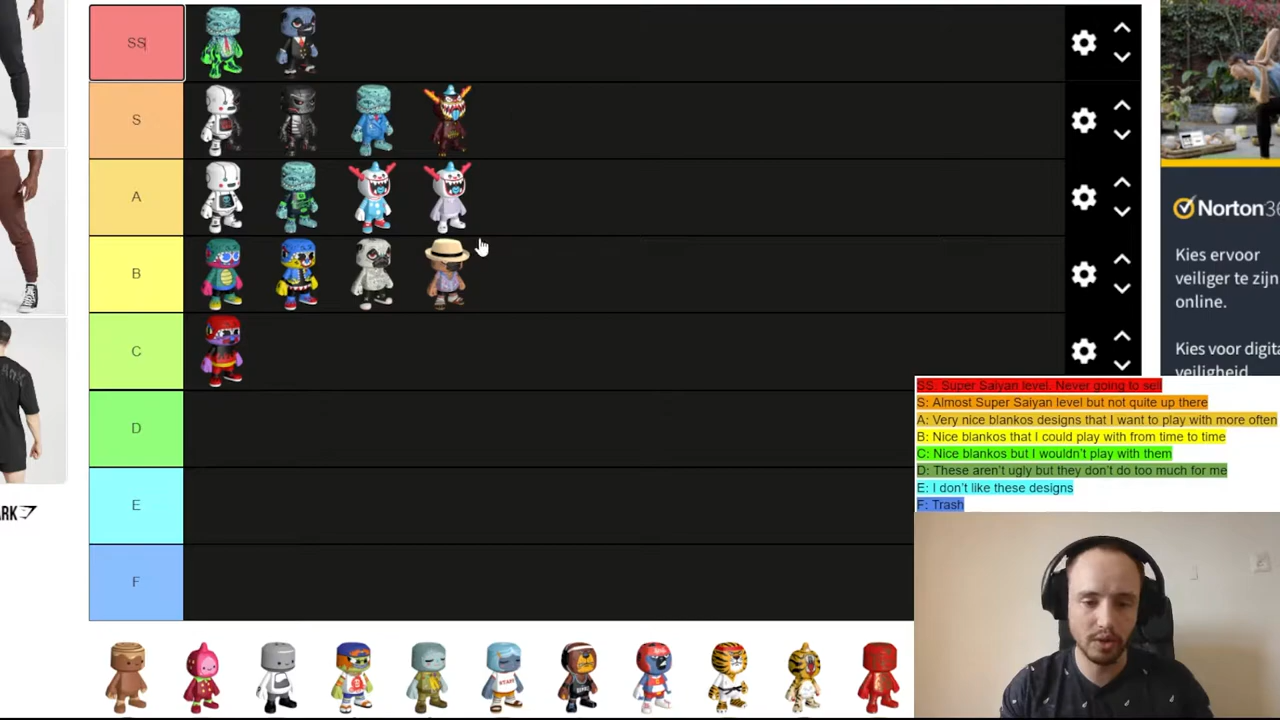 SS
S
A
B
C
D
E
F
Norton
Kies ervoor
veiliger te zijn
online.
Kies voor
veiligheid
SS: Super Saiyan level. Never going to sell
S: Almost Super Saiyan level but not quite up there
A: Very nice blankos designs that I want to play with more often
B: Nice blankos that I could play with from time to time
C: Nice blankos but I wouldn't play with them
D: These aren't ugly but they don't do too much for me
E: I don't like these designs
F: Trash